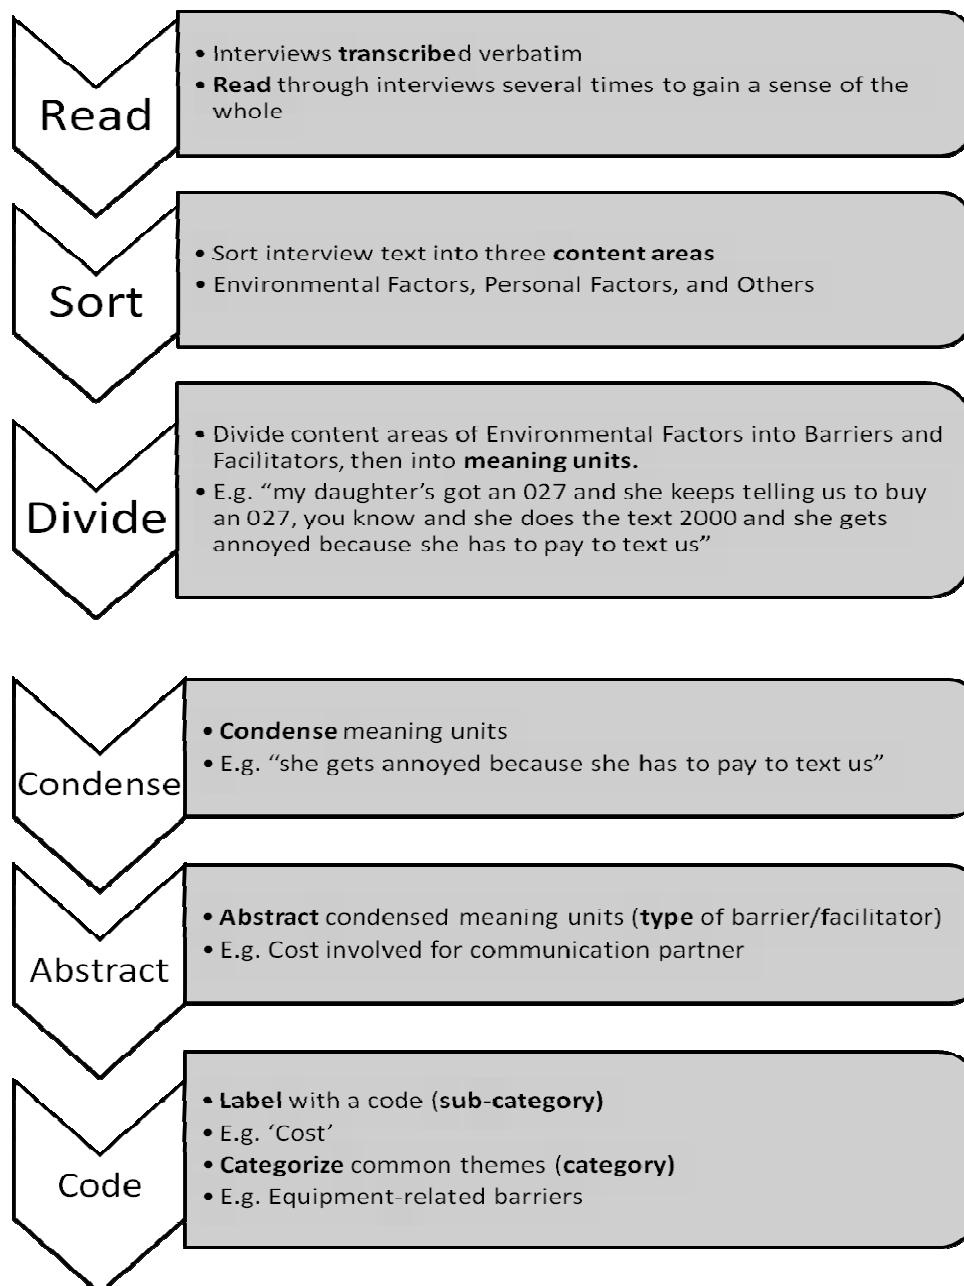 Read
• Interviews transcribed verbatim
• Read through interviews several times to gain a sense of the
whole
Sort
• Sort interview text into three content areas
• Environmental Factors, Personal Factors, and Others
Divide
• Divide content areas of Environmental Factors into Barriers and
Facilitators, then into meaning units.
• E.g. “my daughter’s got an 027 and she keeps telling us to buy
an 027, you know and she does the text 2000 and she gets
annoyed because she has to pay to text us”
Condense
• Condense meaning units
• E.g. “she gets annoyed because she has to pay to text us”
Abstract
• Abstract condensed meaning units (type of barrier/facilitator)
• E.g. Cost involved for communication partner
Code
• Label with a code (sub-category)
• E.g. ‘Cost’
• Categorize common themes (category)
• E.g. Equipment-related barriers